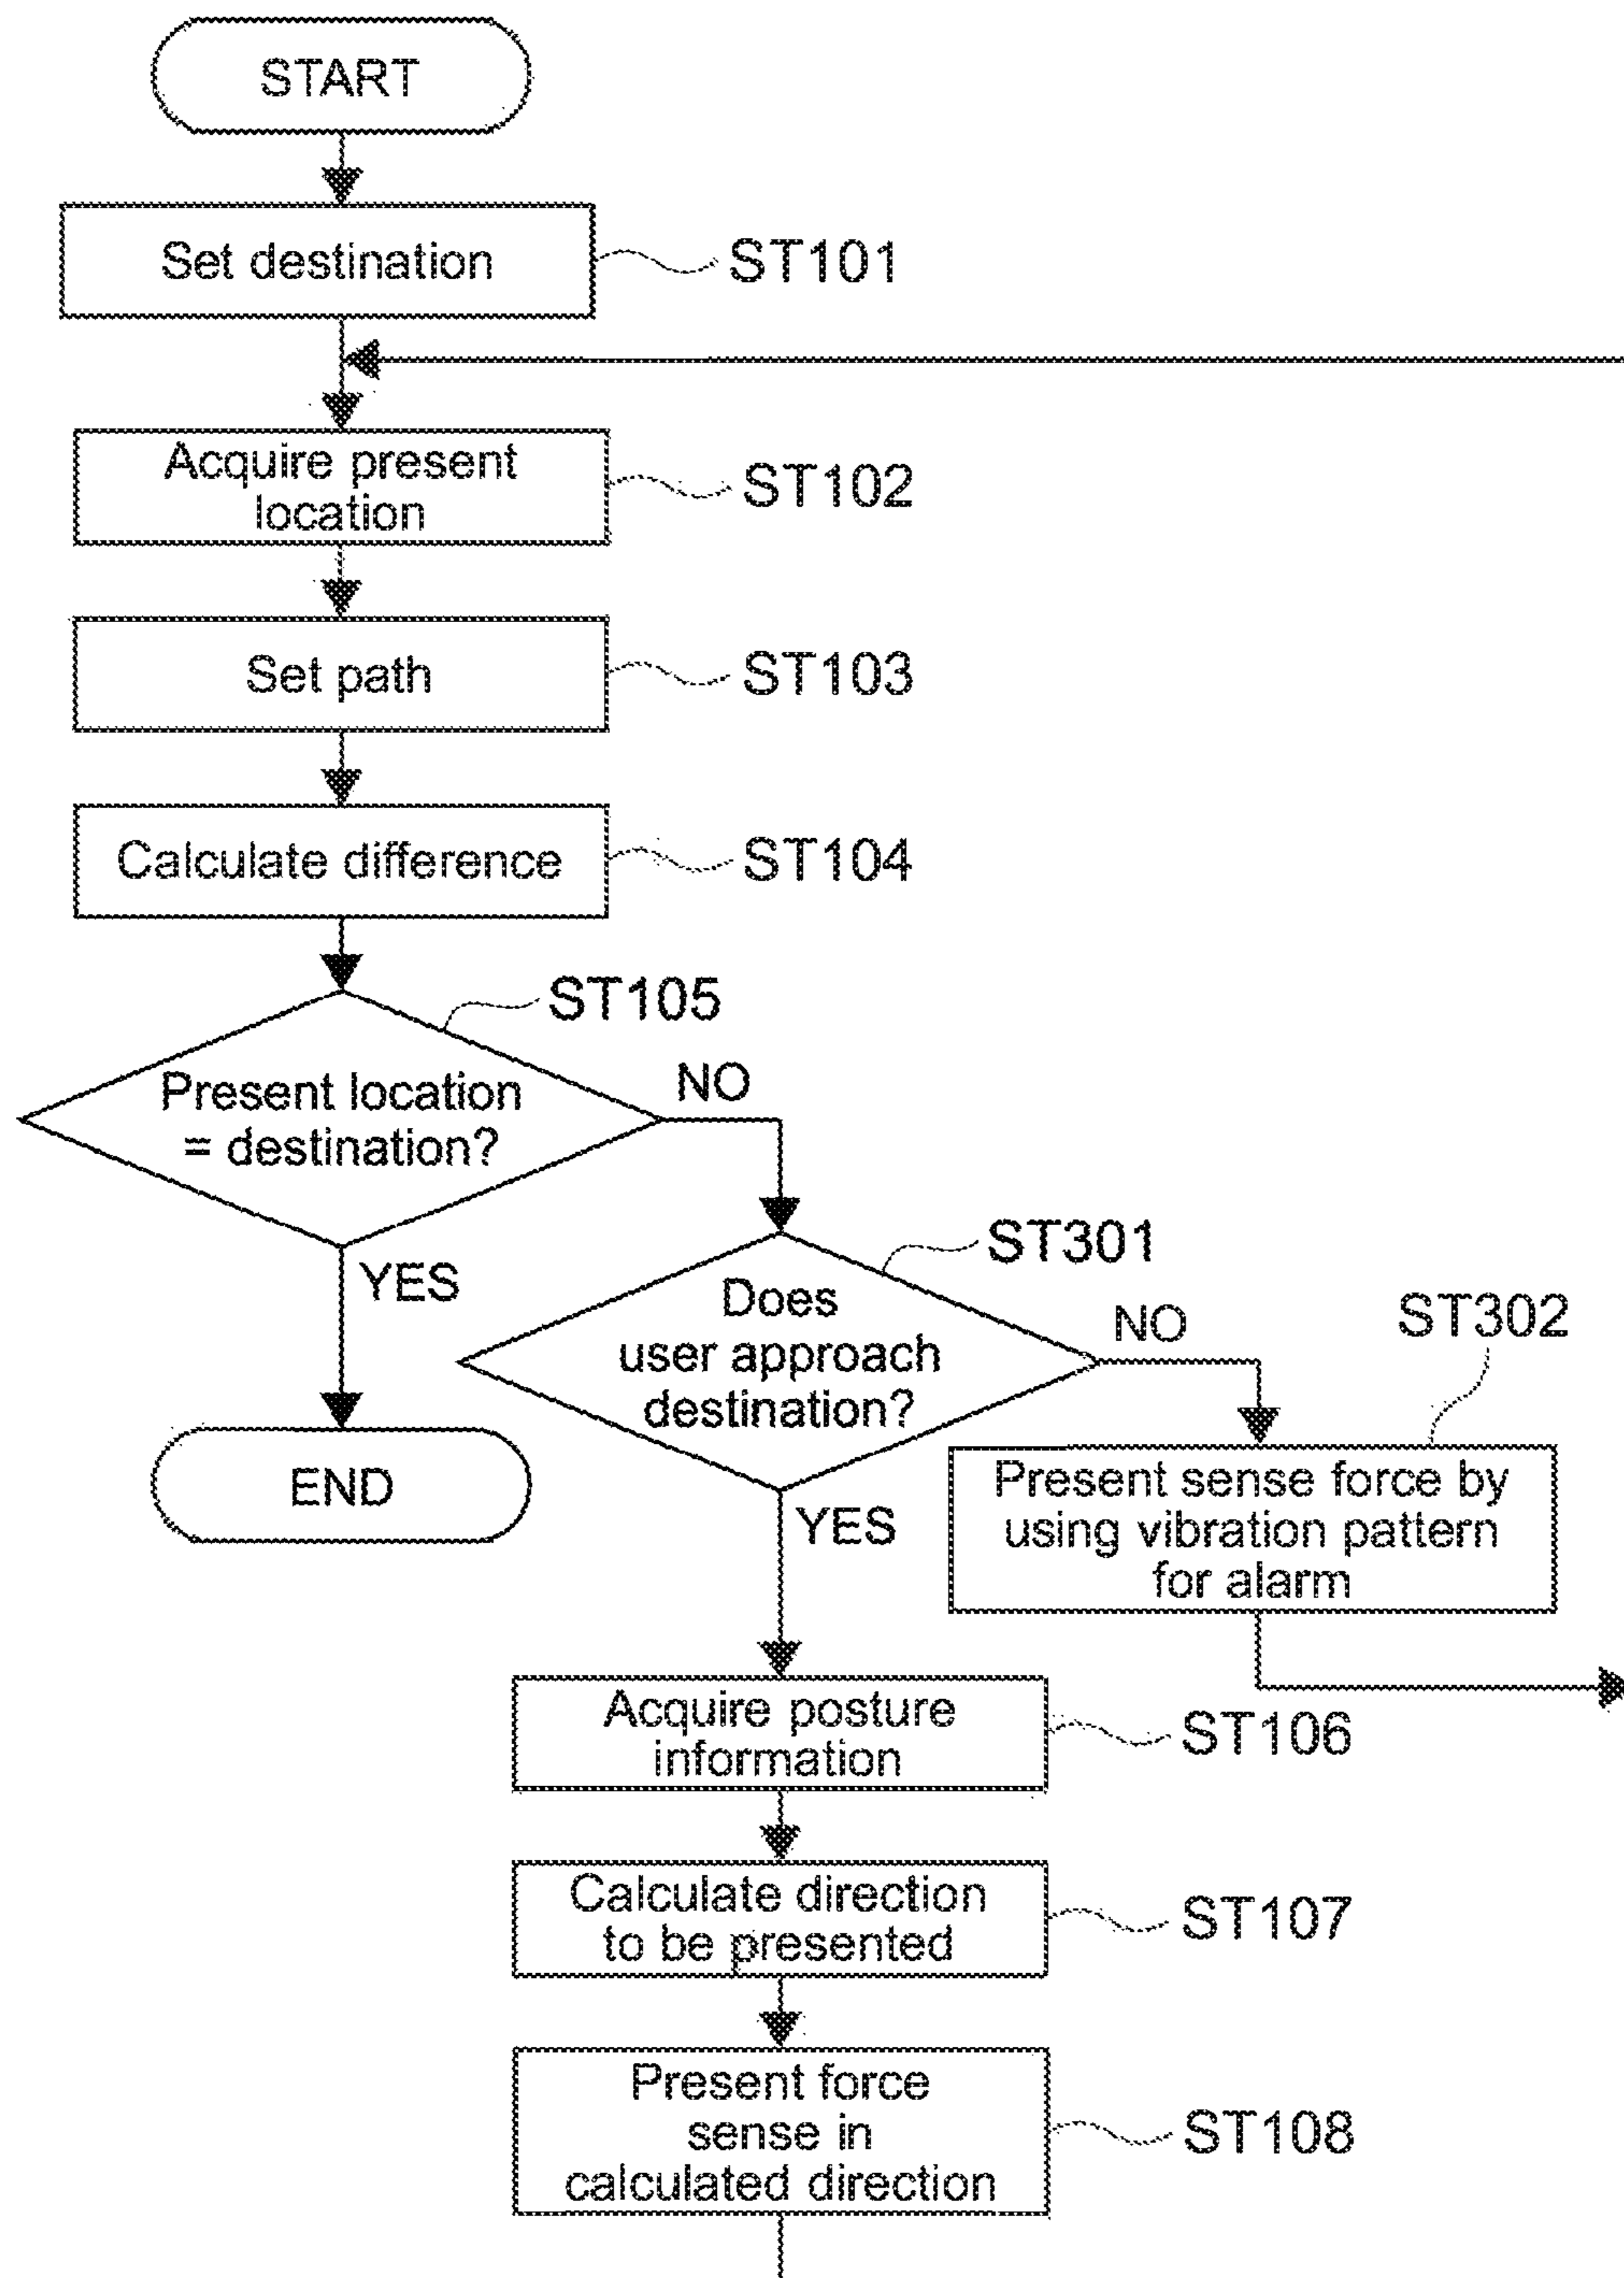 START
Set destination
ST101
Acquire present
location
ST102
Set path
ST103
Calculate difference
ST104
ST105
Present location
= destination?
NO
YES
END
ST301
Does
user approach
destination?
NO
YES
ST302
Present sense force by
using vibration pattern
for alarm
Acquire posture
information
ST106
Calculate direction
to be presented
ST107
Present force
sense in
calculated direction
ST108